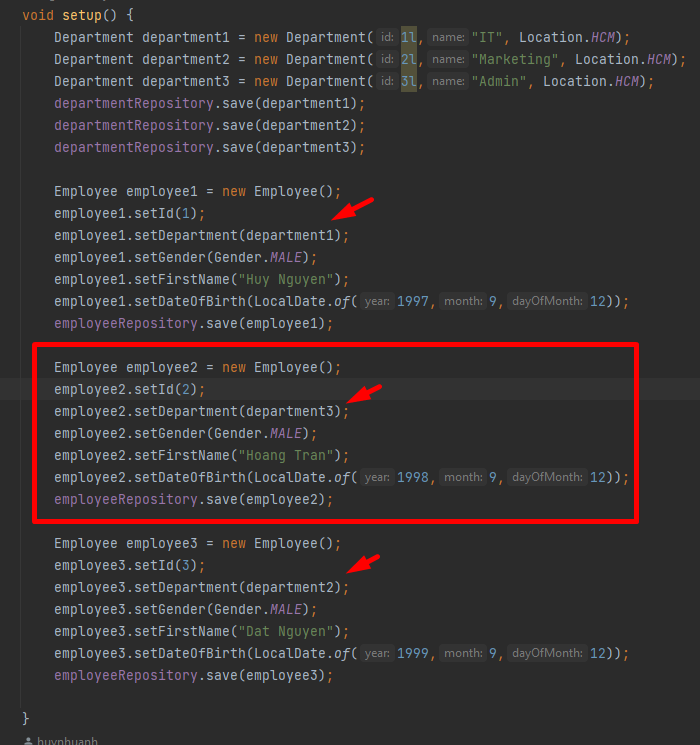 void setup() {
Department department1 = new Department( id: 1l, name: "IT", Location.HCM);
Department department2 = new Department( id: 2l, name: "Marketing", Location.HCM);
Department department3 = new Department( id: 3l, name: "Admin", Location.HCM);
departmentRepository.save(department1);
departmentRepository.save(department2);
departmentRepository.save(department3);
Employee employee1 = new Employee();
employee1.setId(1);
employee1.setDepartment(department1);
employee1.setGender(Gender.MALE);
employee1.setFirstName("Huy Nguyen");
employee1.setDateOfBirth(LocalDate.of( year: 1997, month: 9, dayOfMonth: 12));
employeeRepository.save(employee1);
Employee employee2 = new Employee();
employee2.setId(2);
employee2.setDepartment(department3);
employee2.setGender(Gender.MALE);
employee2.setFirstName("Hoang Tran");
employee2.setDateOfBirth(LocalDate.of( year: 1998, month: 9, dayOfMonth: 12));
employeeRepository.save(employee2);
Employee employee3 = new Employee();
employee3.setId(3);
employee3.setDepartment(department2);
employee3.setGender(Gender.MALE);
employee3.setFirstName("Dat Nguyen");
employee3.setDateOfBirth(LocalDate.of( year: 1999, month: 9, dayOfMonth: 12));
employeeRepository.save(employee3);
}
huynhuanh